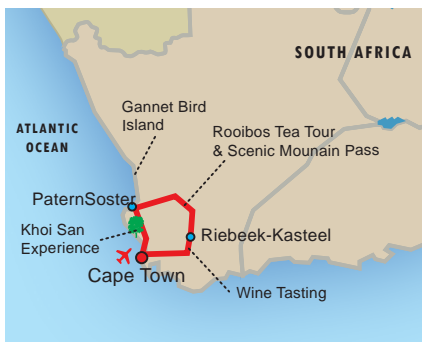 SOUTH AFRICA
Gannet Bird
Island
ATLANTIC
OCEAN
Rooibos Tea Tour
& Scenic Mounain Pass
PaternSoster
Khoi San
Experience
Riebeek-Kasteel
Cape Town
Wine Tasting